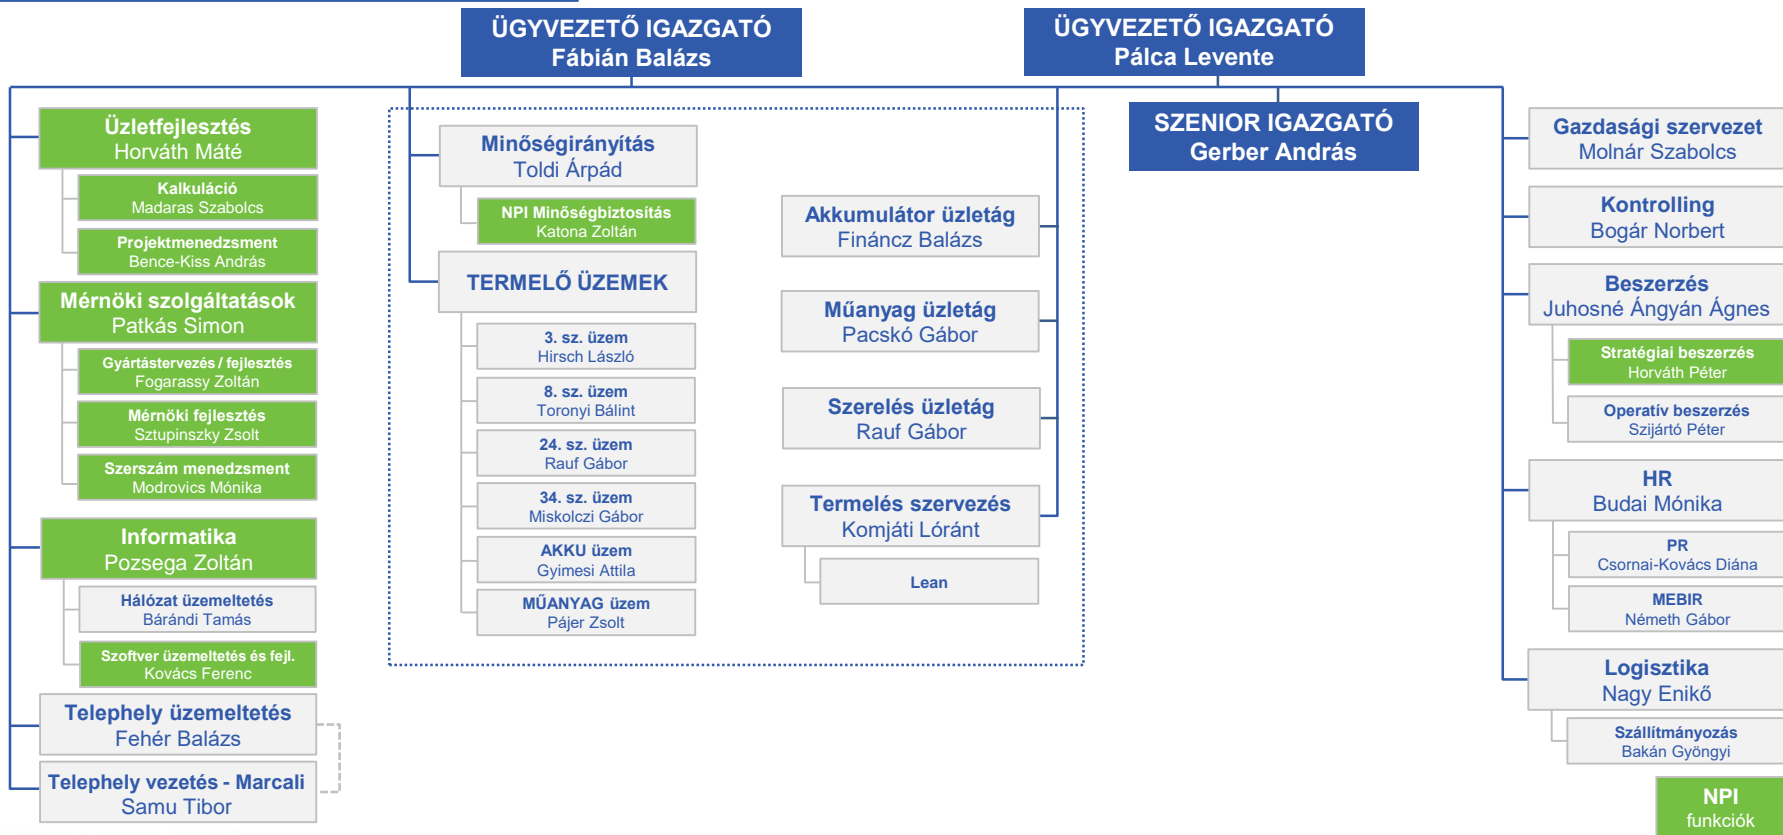 ÜGYVEZETŐ IGAZGATÓ
Fábián Balázs
ÜGYVEZETŐ IGAZGATÓ
Pálca Levente
SZENIOR IGAZGATÓ
Gerber András
Üzletfejlesztés
Horváth Máté
Kalkuláció
Madaras Szabolcs
Projektmenedzsment
Bence-Kiss András
Mérnöki szolgáltatások
Patkás Simon
Gyártástervezés / fejlesztés
Fogarassy Zoltán
Mérnöki fejlesztés
Sztupinszky Zsolt
Szerszám menedzsment
Modrovics Mónika
Informatika
Pozsega Zoltán
Hálózat üzemeltetés
Bárándi Tamás
Szoftver üzemeltetés és fejl.
Kovács Ferenc
Telephely üzemeltetés
Fehér Balázs
Telephely vezetés - Marcali
Samu Tibor
Minőségirányítás
Toldi Árpád
NPI Minőségbiztosítás
Katona Zoltán
TERMELŐ ÜZEMEK
3. sz. üzem
Hirsch László
8. sz. üzem
Toronyi Bálint
24. sz. üzem
Rauf Gábor
34. sz. üzem
Miskolczi Gábor
AKKU üzem
Gyimesi Attila
MŰANYAG üzem
Pájer Zsolt
Akkumulátor üzletág
Fináncz Balázs
Műanyag üzletág
Pacskó Gábor
Szerelés üzletág
Rauf Gábor
Termelés szervezés
Komjáti Lóránt
Lean
Gazdasági szervezet
Molnár Szabolcs
Kontrolling
Bogár Norbert
Beszerzés
Juhosné Ángyán Ágnes
Stratégiai beszerzés
Horváth Péter
Operatív beszerzés
Szijártó Péter
HR
Budai Mónika
PR
Csornai-Kovács Diána
MEBIR
Németh Gábor
Logisztika
Nagy Enikő
Szállítmányozás
Bakán Gyöngyi
NPI
funkciók